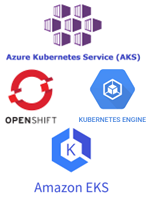 Azure Kubernetes Service (AKS)
OPENSHIFT
KUBERNETES ENGINE
K
Amazon EKS